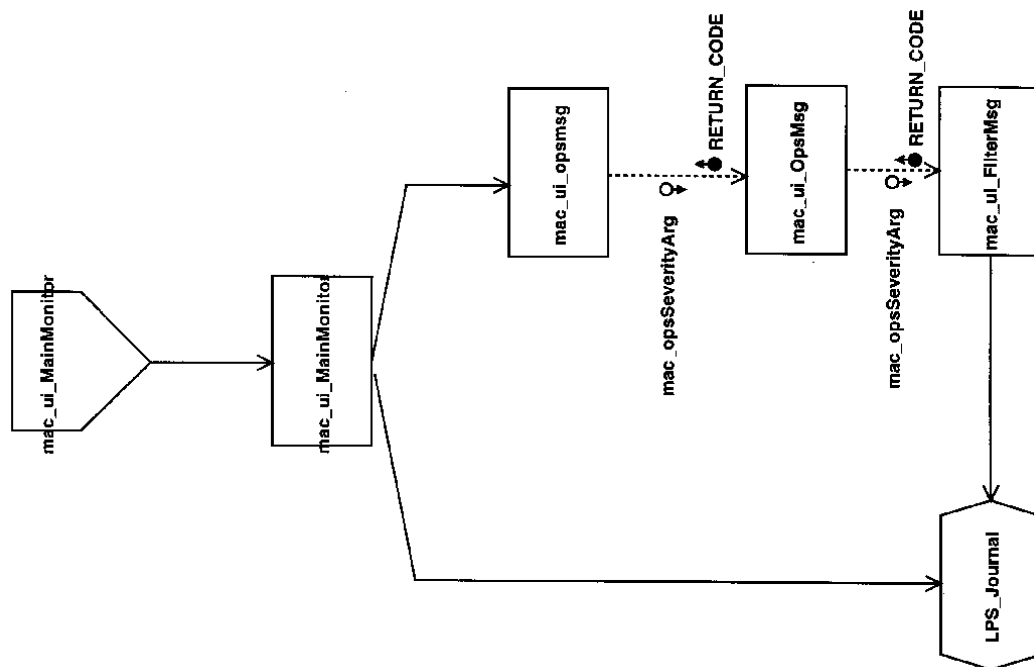 mac_ui_MainMonitor
mac_ui_MainMonitor
mac_ui_opsmsg
mac_opsSeverityArg
RETURN_CODE
mac_ui_OpsMsg
mac_opsSeverityArg
RETURN_CODE
mac_ui_FilterMsg
LPS_Journal